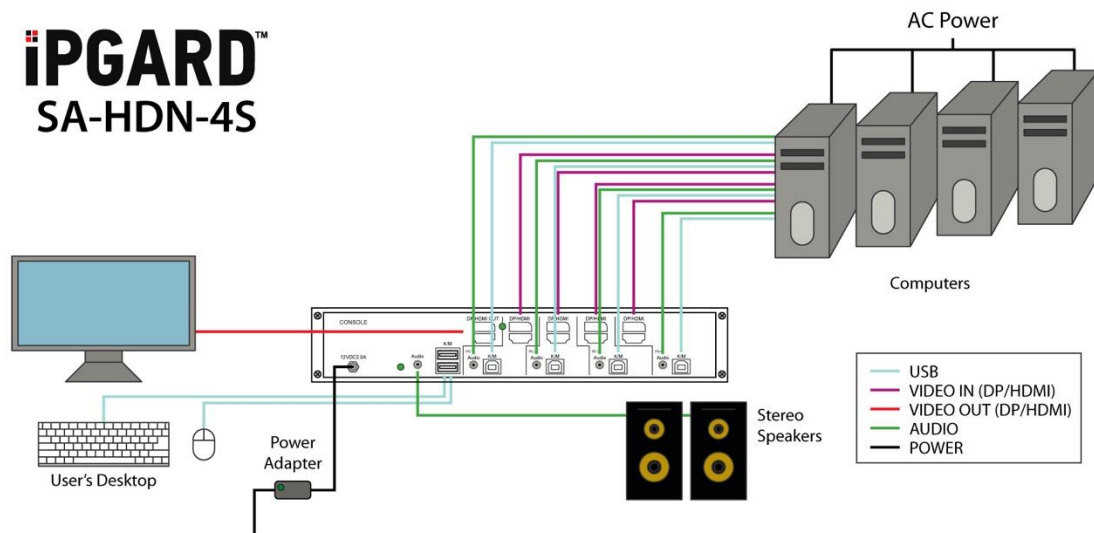 iPGARD™
SA-HDN-4S
AC Power
Computers
DP/HDMI OUT
DP/HDMI
DP/HDMI
DP/HDMI
DP/HDMI
CONSOLE
K/M
12VDC2.0A
Audio
Audio
K/M
Audio
K/M
Audio
K/M
Audio
K/M
User's Desktop
Power
Adapter
Stereo
Speakers
USB
VIDEO IN (DP/HDMI)
VIDEO OUT (DP/HDMI)
AUDIO
POWER